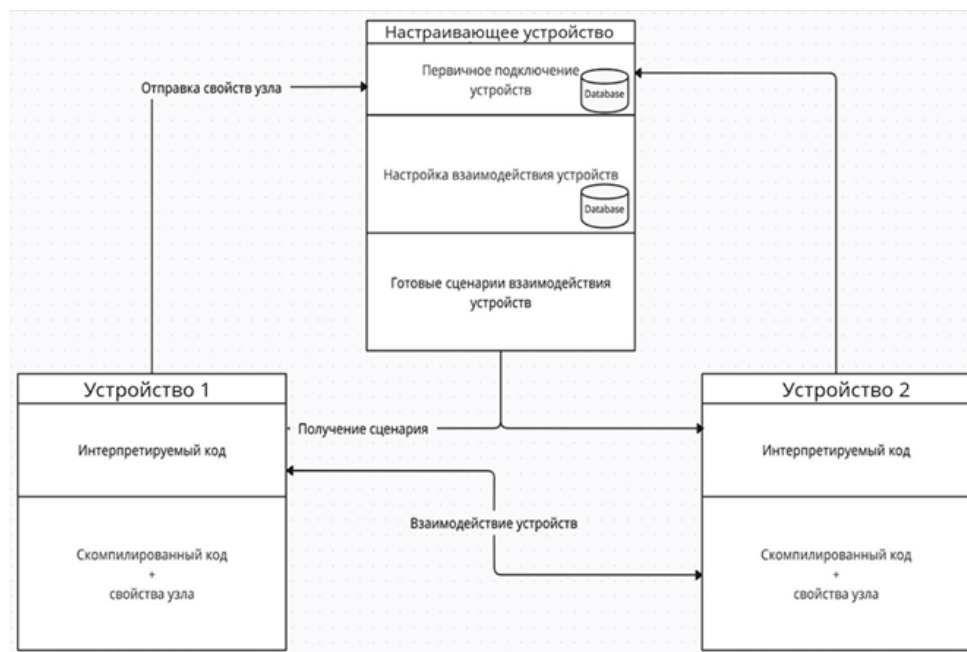 Настраивающее устройство
Первичное подключение
устройств
Database
Отправка свойств узла
Настройка взаимодействия устройств
Database
Готовые сценарии взаимодействия
устройств
Устройство 1
Интерпретируемый код
Скомпилированный код
+
свойства узла
Получение сценария
Взаимодействие устройств
Устройство 2
Интерпретируемый код
Скомпилированный код
+
свойства узла